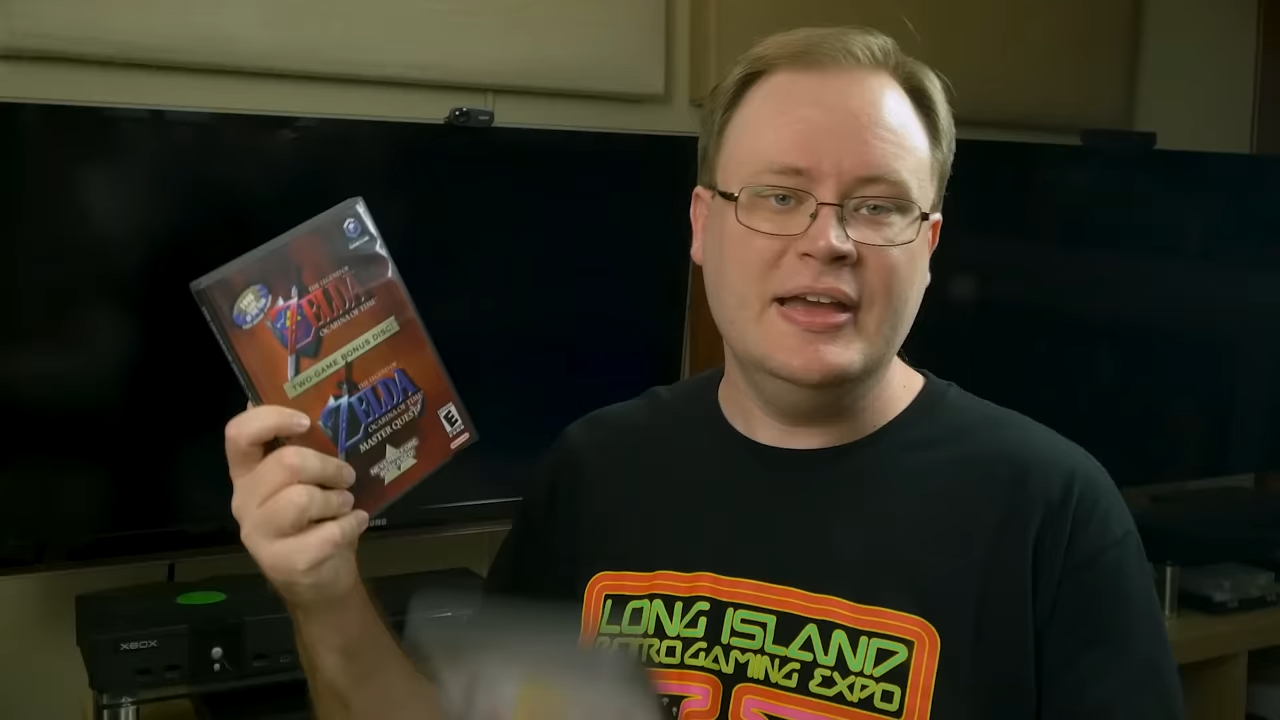 THE LEGEND OF
ZELDA
OCARINA OF TIME
TWO-GAME BONUS DISC!
THE LEGEND OF
ZELDA
OCARINA OF TIME
MASTER QUEST
E
SAMSUNG
XBOX
LONG ISLAND
RETRO GAMING EXPO